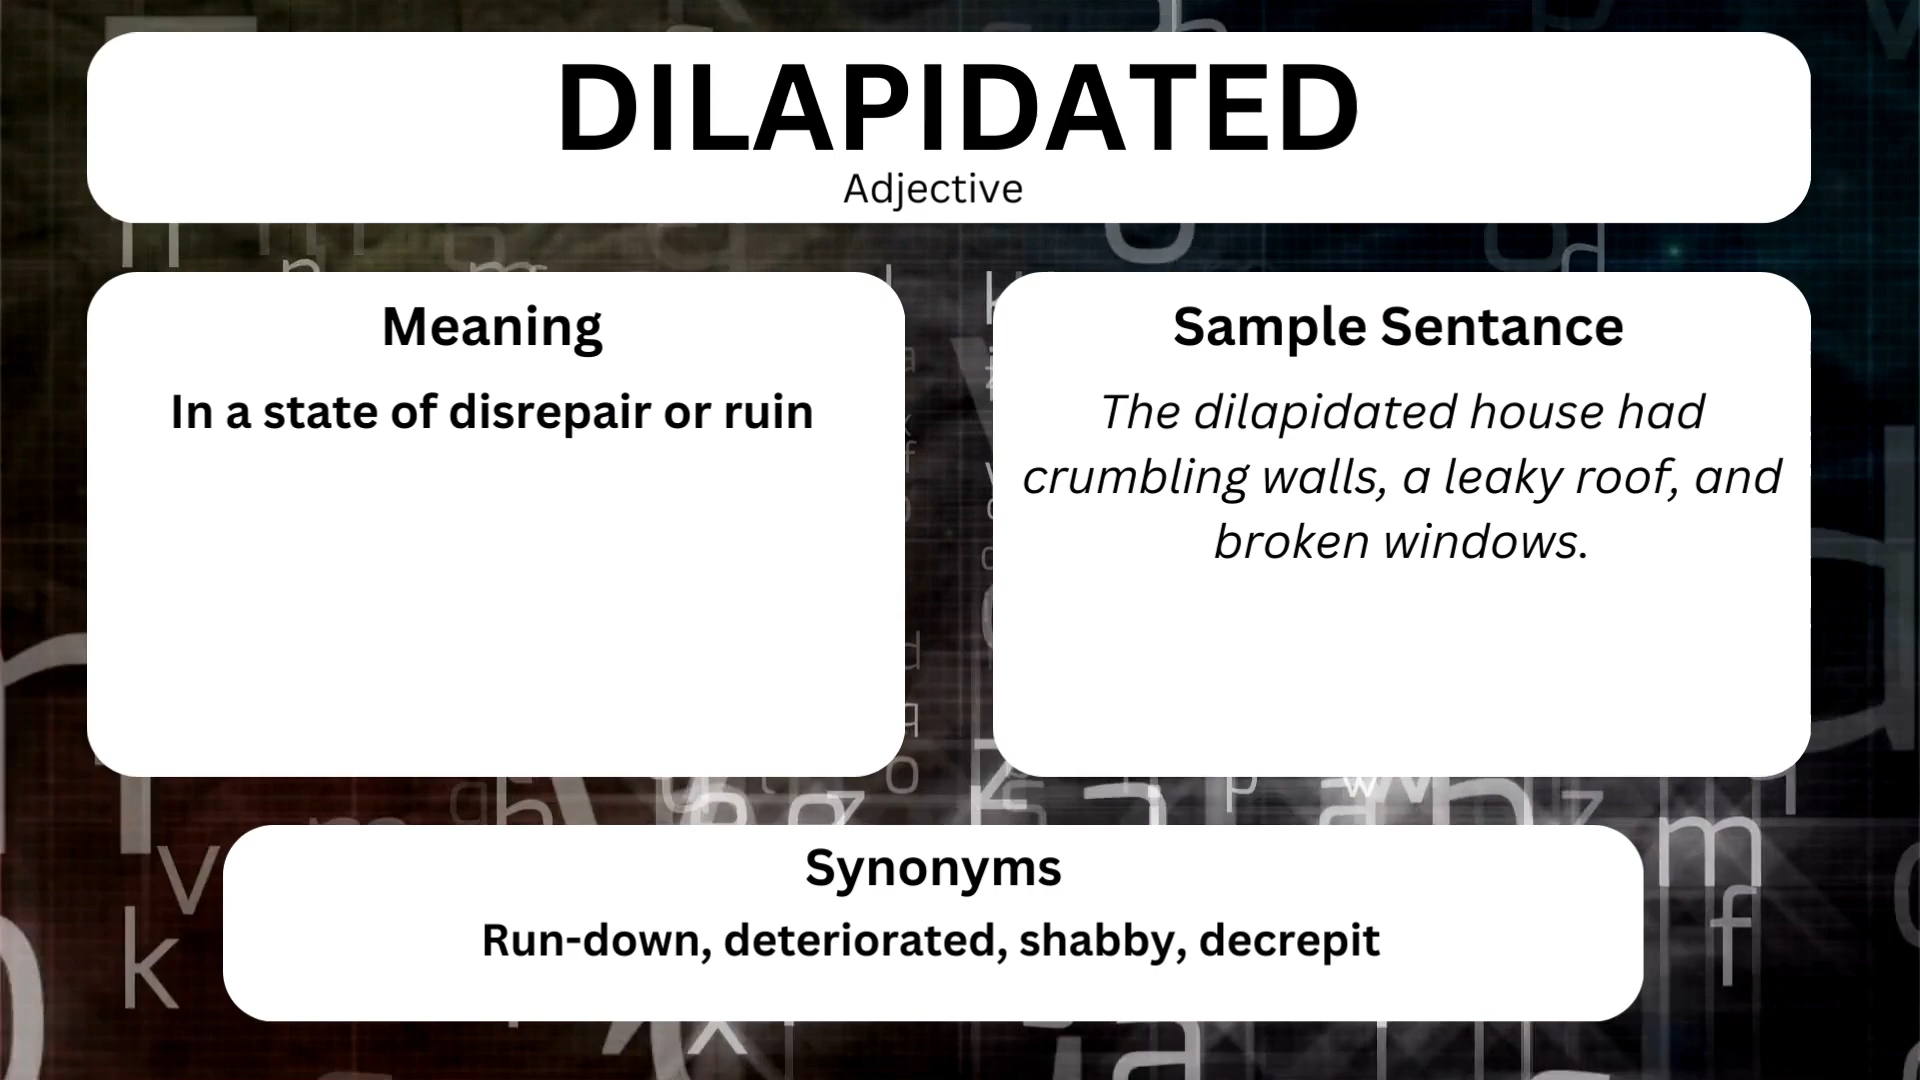 DILAPIDATED
Adjective
Meaning
In a state of disrepair or ruin
Sample Sentance
The dilapidated house had
crumbling walls, a leaky roof, and
broken windows.
Synonyms
Run-down, deteriorated, shabby, decrepit